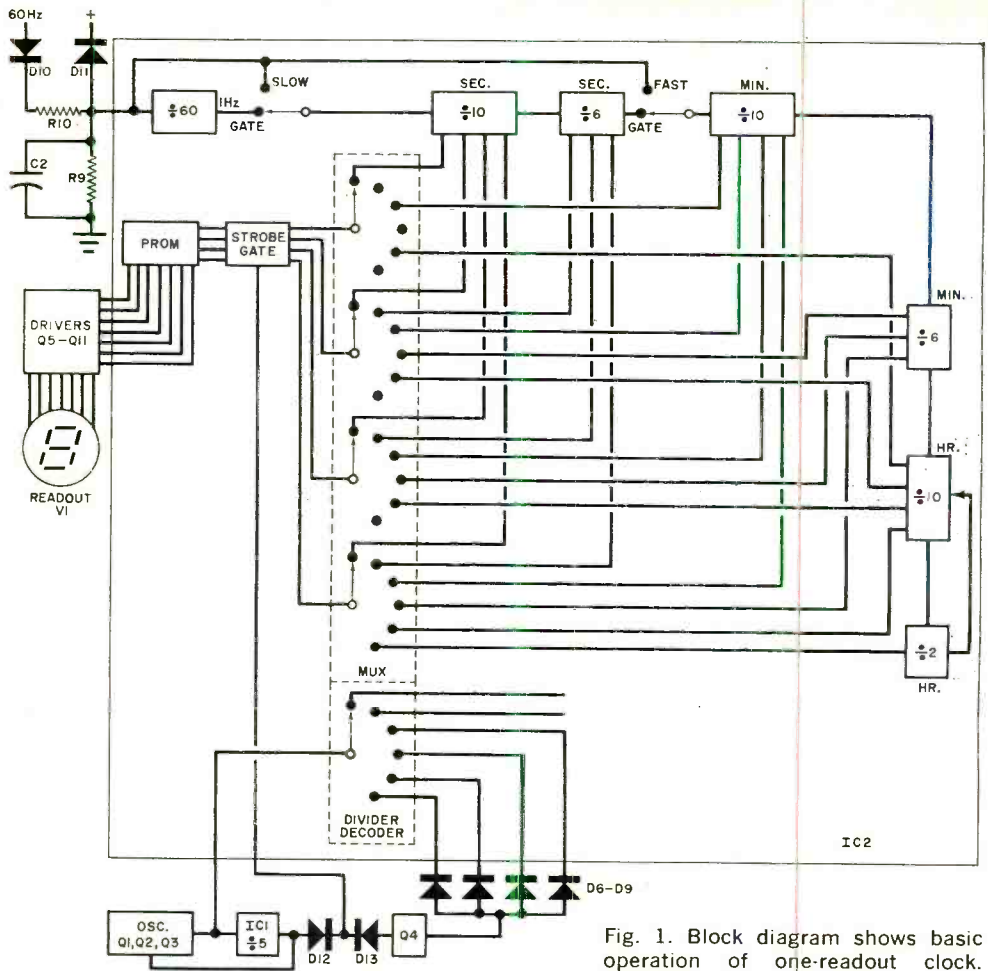 60Hz
+
D10
D11
R10
C2
R9
÷60
1Hz
SLOW
GATE
SEC.
÷10
SEC.
÷6
FAST
GATE
MIN.
÷10
PROM
STROBE
GATE
DRIVERS
Q5-Q11
READOUT
V1
MIN.
÷6
HR.
÷10
÷2
HR.
MUX
DIVIDER
DECODER
IC2
D6-D9
OSC.
Q1,Q2,Q3
IC1
÷5
D12
D13
Q4
Fig. 1. Block diagram shows basic
operation of one-readout clock.